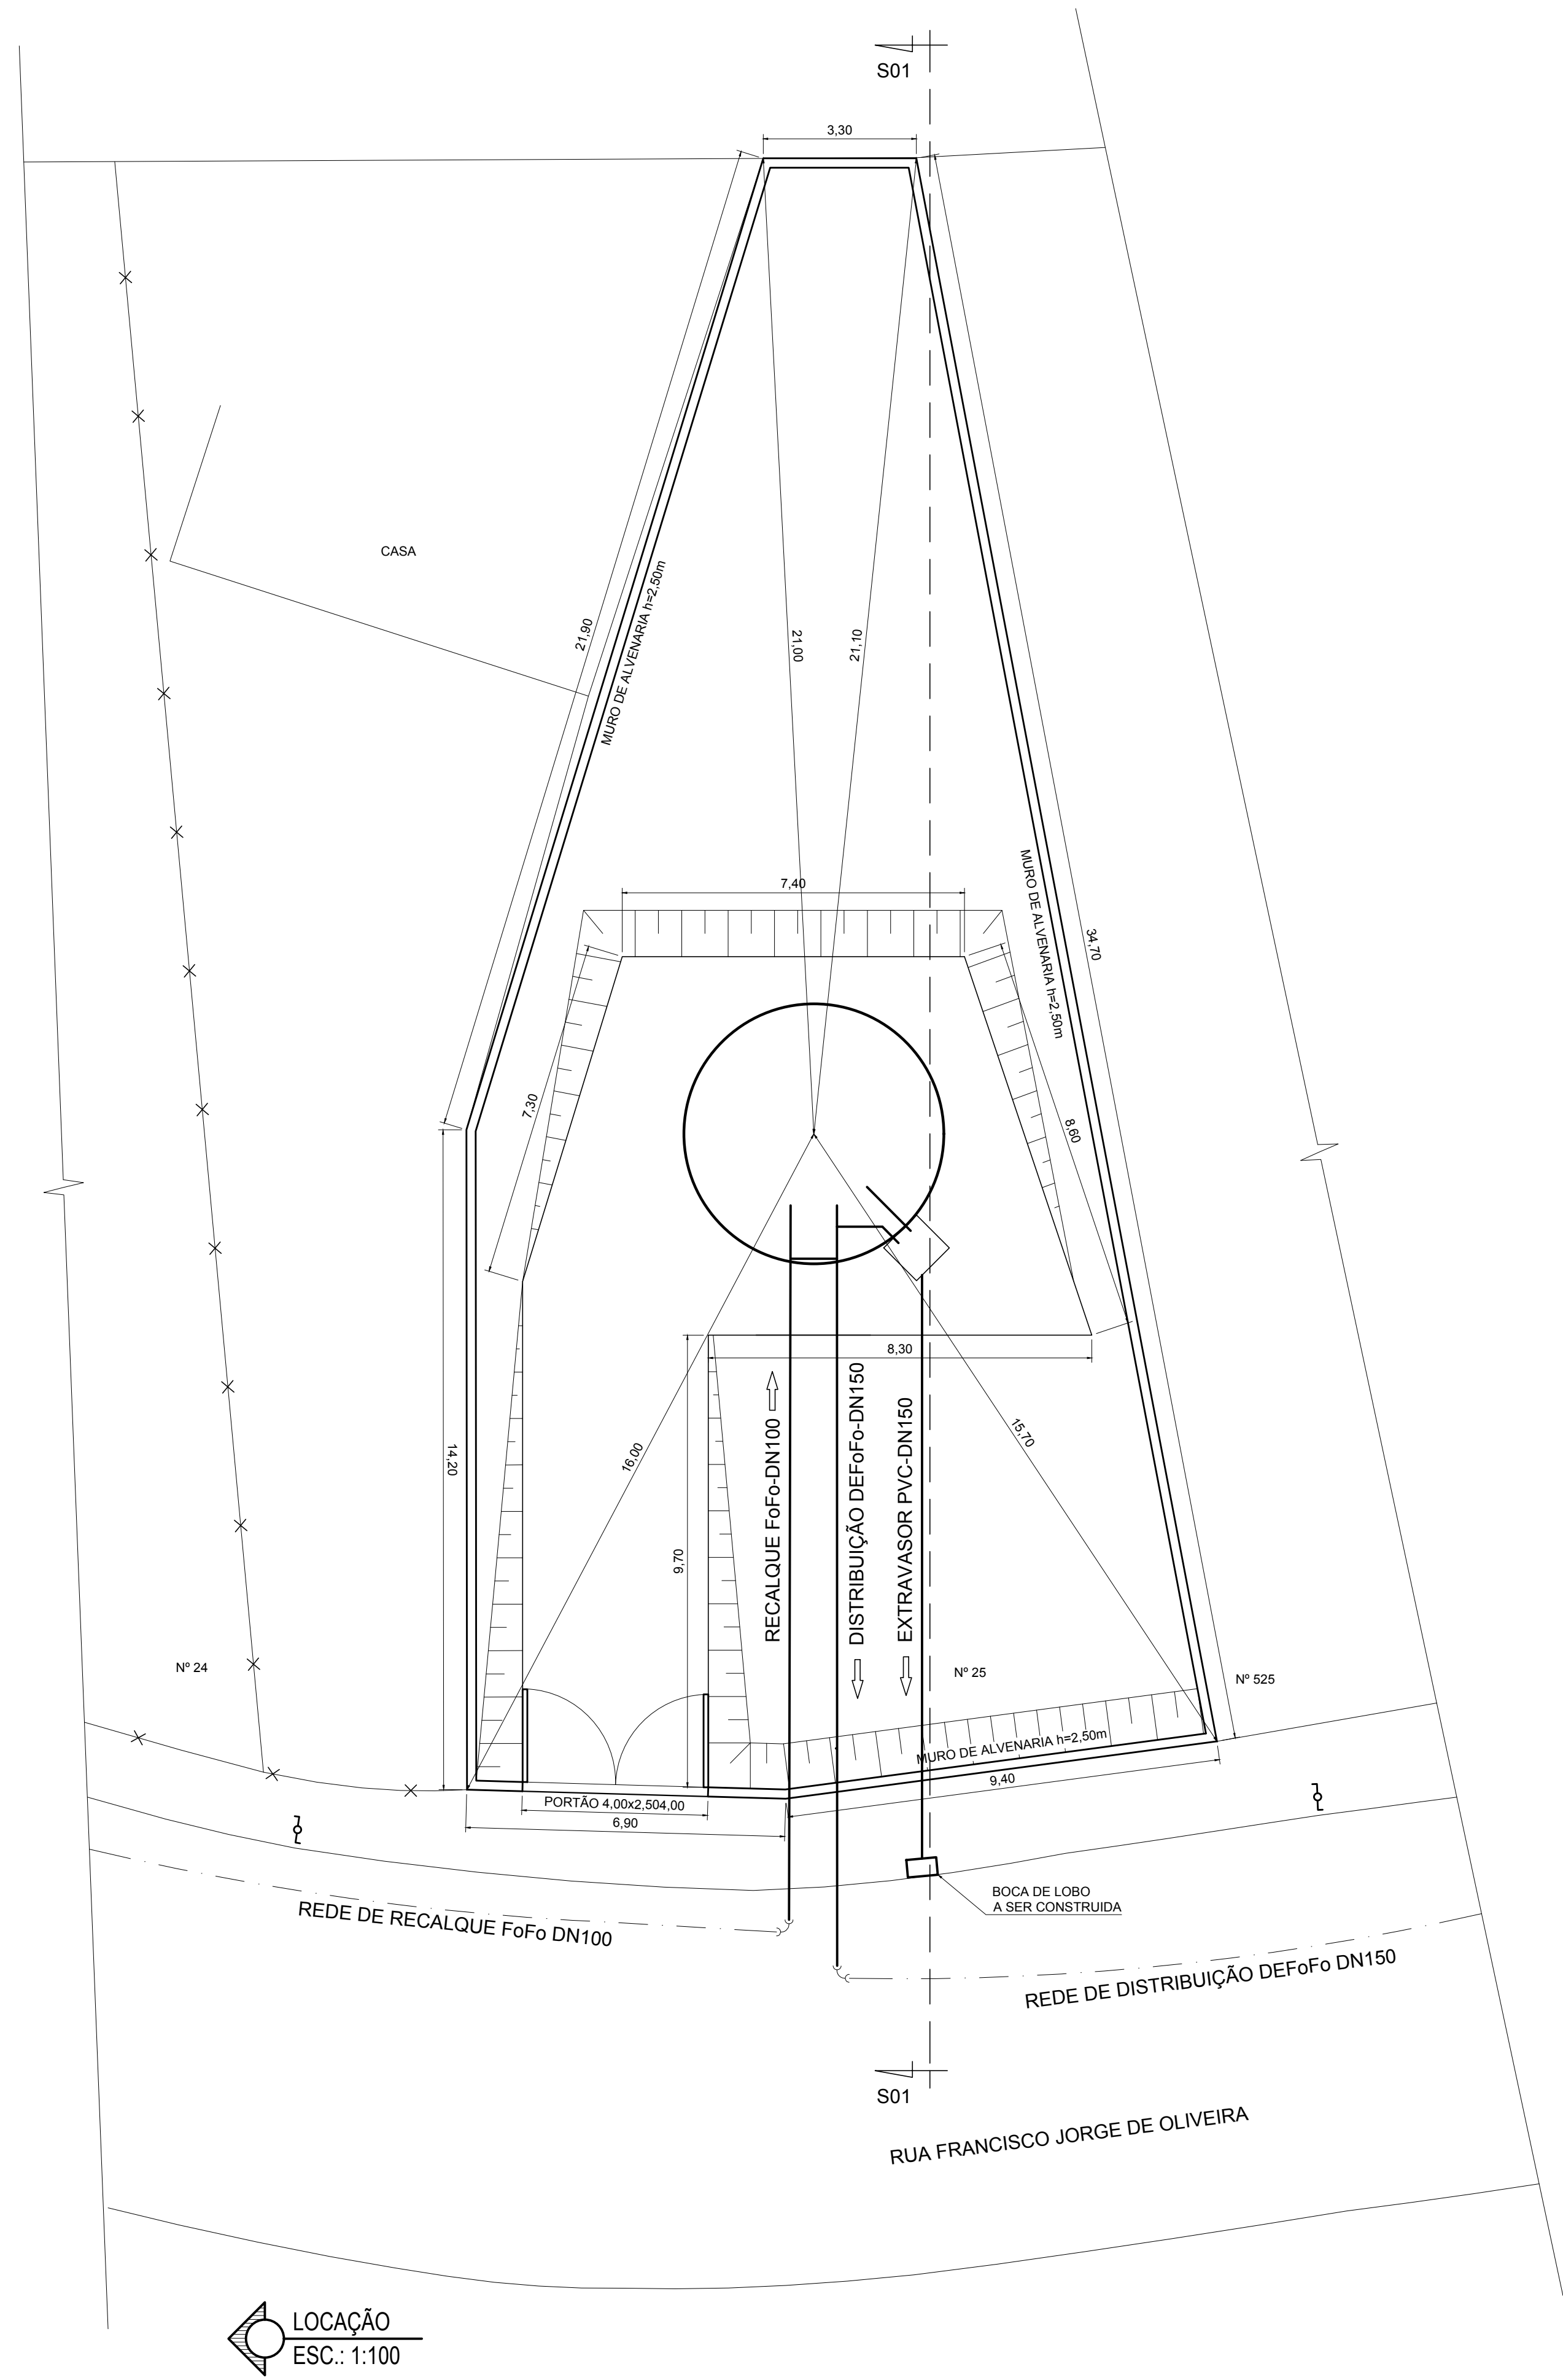 S01
3,30
CASA
21,90
MURO DE ALVENARIA h=2,50m
21,00
21,10
7,40
MURO DE ALVENARIA h=2,50m
34,70
7,30
8,60
8,30
14,20
16,00
15,70
9,70
RECALQUE FoFo-DN100
DISTRIBUIÇÃO DEFoFo-DN150
EXTRAVASOR PVC-DN150
Nº 24
Nº 25
Nº 525
MURO DE ALVENARIA h=2,50m
9,40
PORTÃO 4,00x2,50
4,00
6,90
BOCA DE LOBO
A SER CONSTRUIDA
REDE DE RECALQUE FoFo DN100
REDE DE DISTRIBUIÇÃO DEFoFo DN150
S01
RUA FRANCISCO JORGE DE OLIVEIRA
LOCAÇÃO
ESC.: 1:100